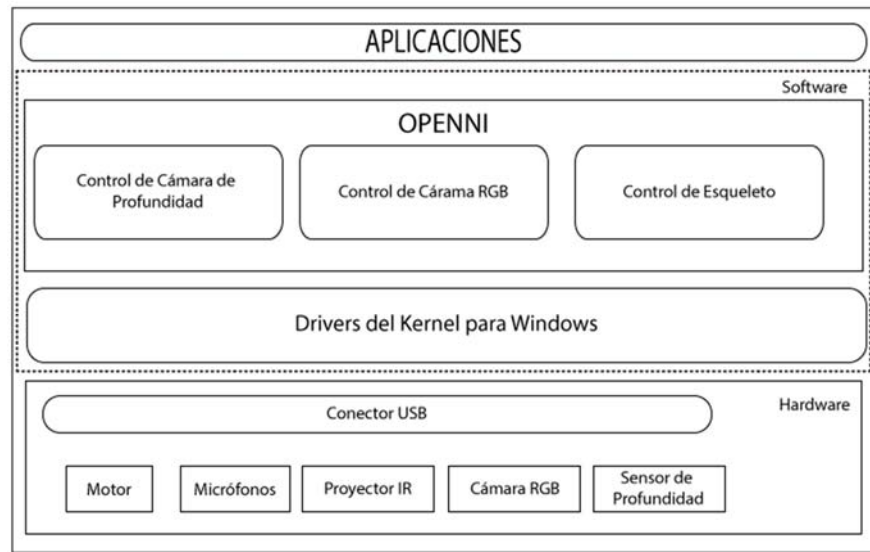 APLICACIONES
Software
OPENNI
Control de Cámara de
Profundidad
Control de Cárama RGB
Control de Esqueleto
Drivers del Kernel para Windows
Hardware
Conector USB
Motor
Micrófonos
Proyector IR
Cámara RGB
Sensor de
Profundidad